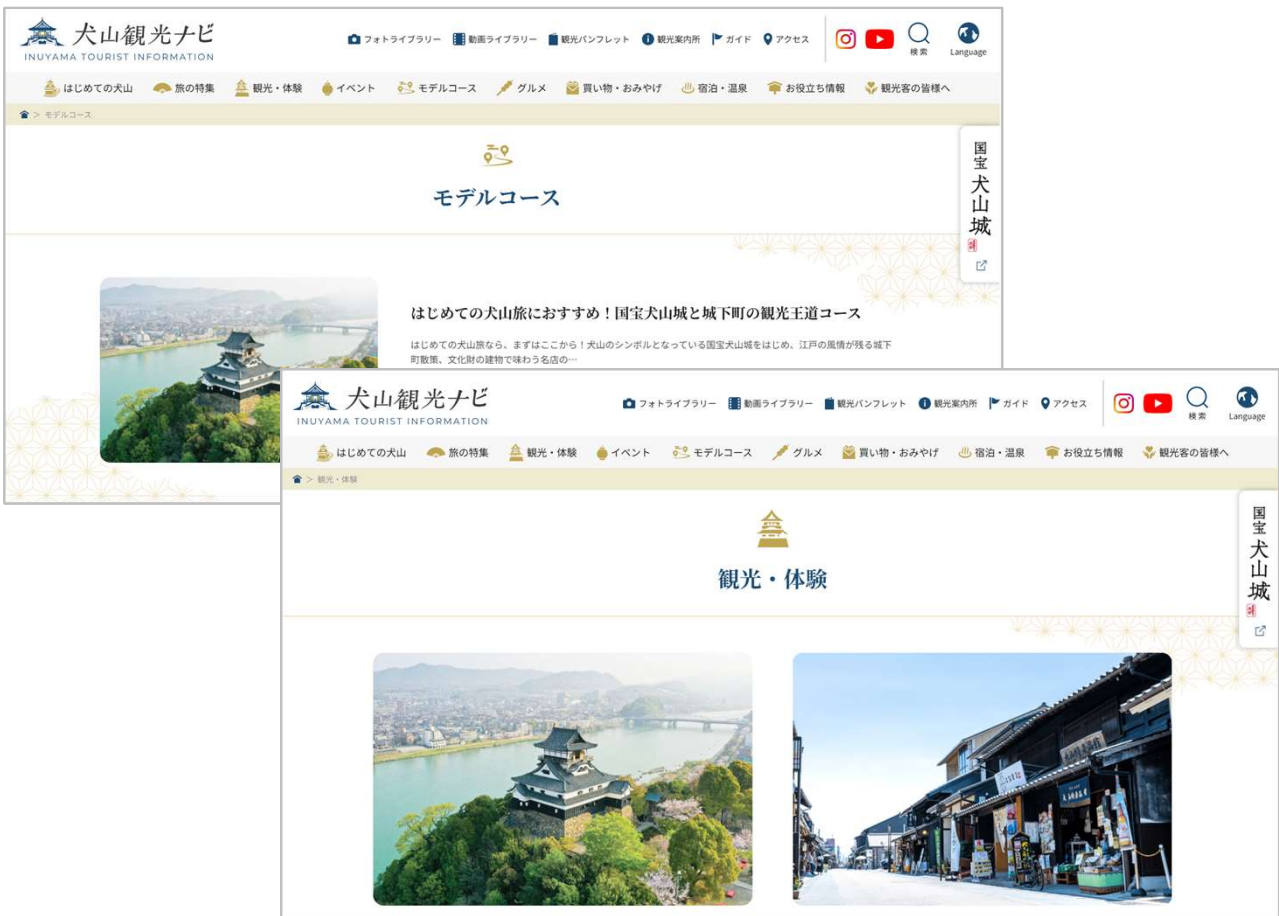 犬山観光ナビ
INUYAMA TOURIST INFORMATION
フォトライブラリー 動画ライブラリー 観光パンフレット 観光案内所 ガイド アクセス
検索
Language
はじめての犬山 旅の特集 観光・体験 イベント モデルコース グルメ 買い物・おみやげ 宿泊・温泉 お役立ち情報 観光客の皆様へ
> モデルコース
モデルコース
国宝 犬山城
はじめての犬山旅におすすめ！国宝犬山城と城下町の観光王道コース
はじめての犬山旅なら、まずはここから！犬山のシンボルとなっている国宝犬山城をはじめ、江戸の風情が残る城下
町散策、文化財の建物で味わう名店の…
犬山観光ナビ
INUYAMA TOURIST INFORMATION
フォトライブラリー 動画ライブラリー 観光パンフレット 観光案内所 ガイド アクセス
検索
Language
はじめての犬山 旅の特集 観光・体験 イベント モデルコース グルメ 買い物・おみやげ 宿泊・温泉 お役立ち情報 観光客の皆様へ
> 観光・体験
観光・体験
国宝 犬山城